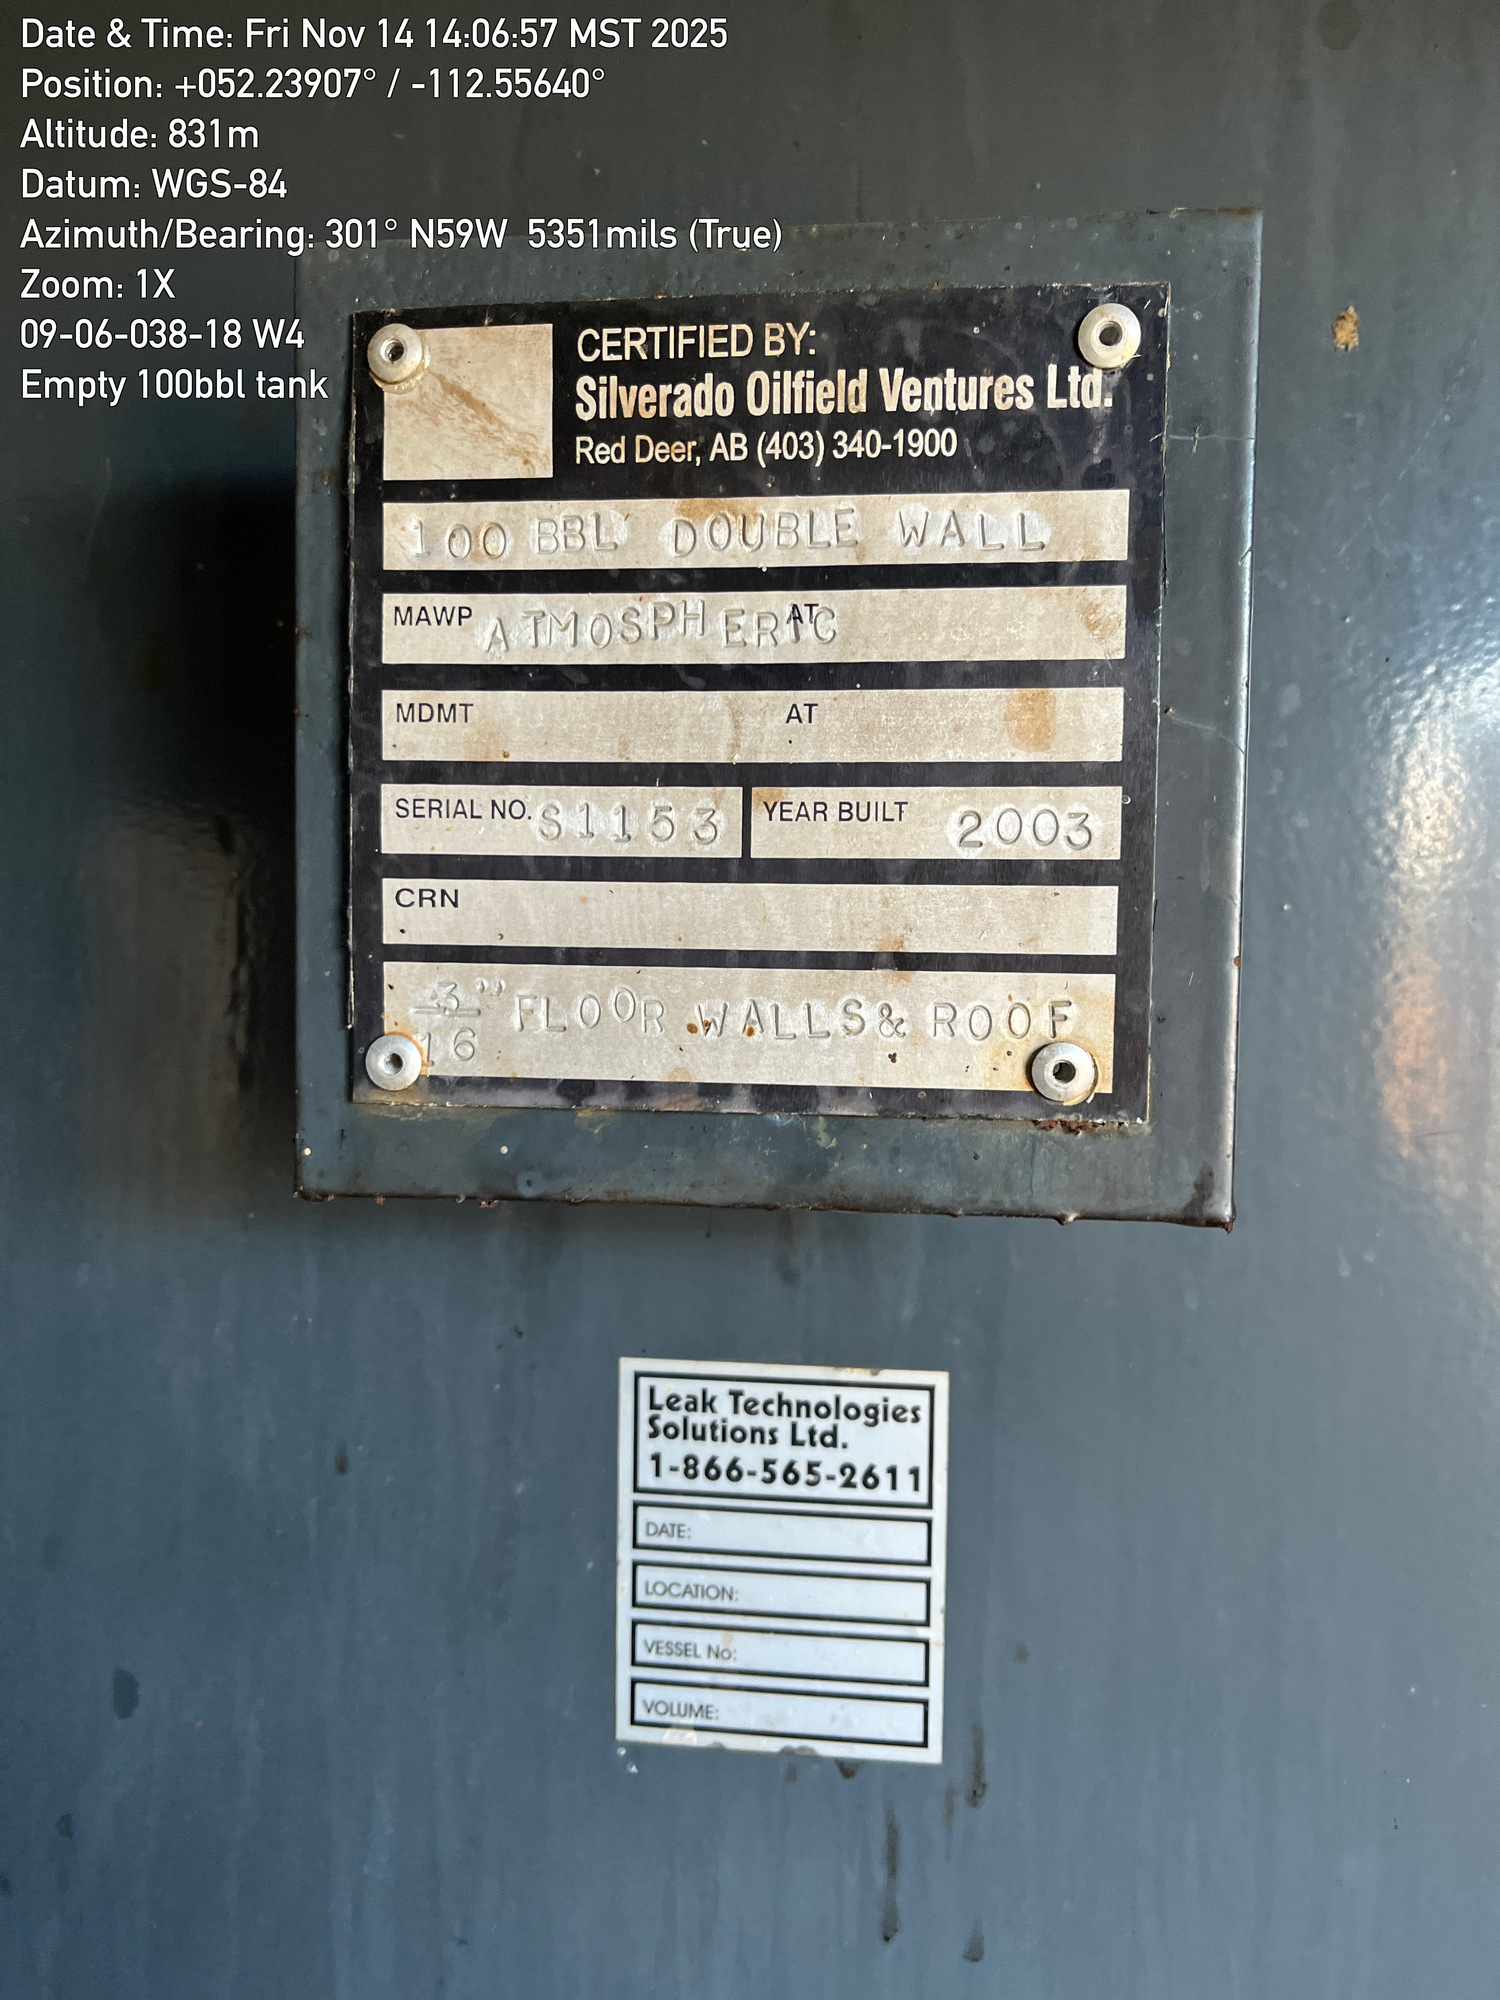 Date & Time: Fri Nov 14 14:06:57 MST 2025
Position: +052.23907° / -112.55640°
Altitude: 831m
Datum: WGS-84
Azimuth/Bearing: 301° N59W 5351mils (True)
Zoom: 1X
09-06-038-18 W4
Empty 100bbl tank
CERTIFIED BY:
Silverado Oilfield Ventures Ltd.
Red Deer, AB (403) 340-1900
100 BBL DOUBLE WALL
MAWP ATMOSPHERIC AT
MDMT AT
SERIAL NO. S1153 YEAR BUILT 2003
CRN
3/16" FLOOR WALLS & ROOF
Leak Technologies
Solutions Ltd.
1-866-565-2611
DATE:
LOCATION:
VESSEL No:
VOLUME: